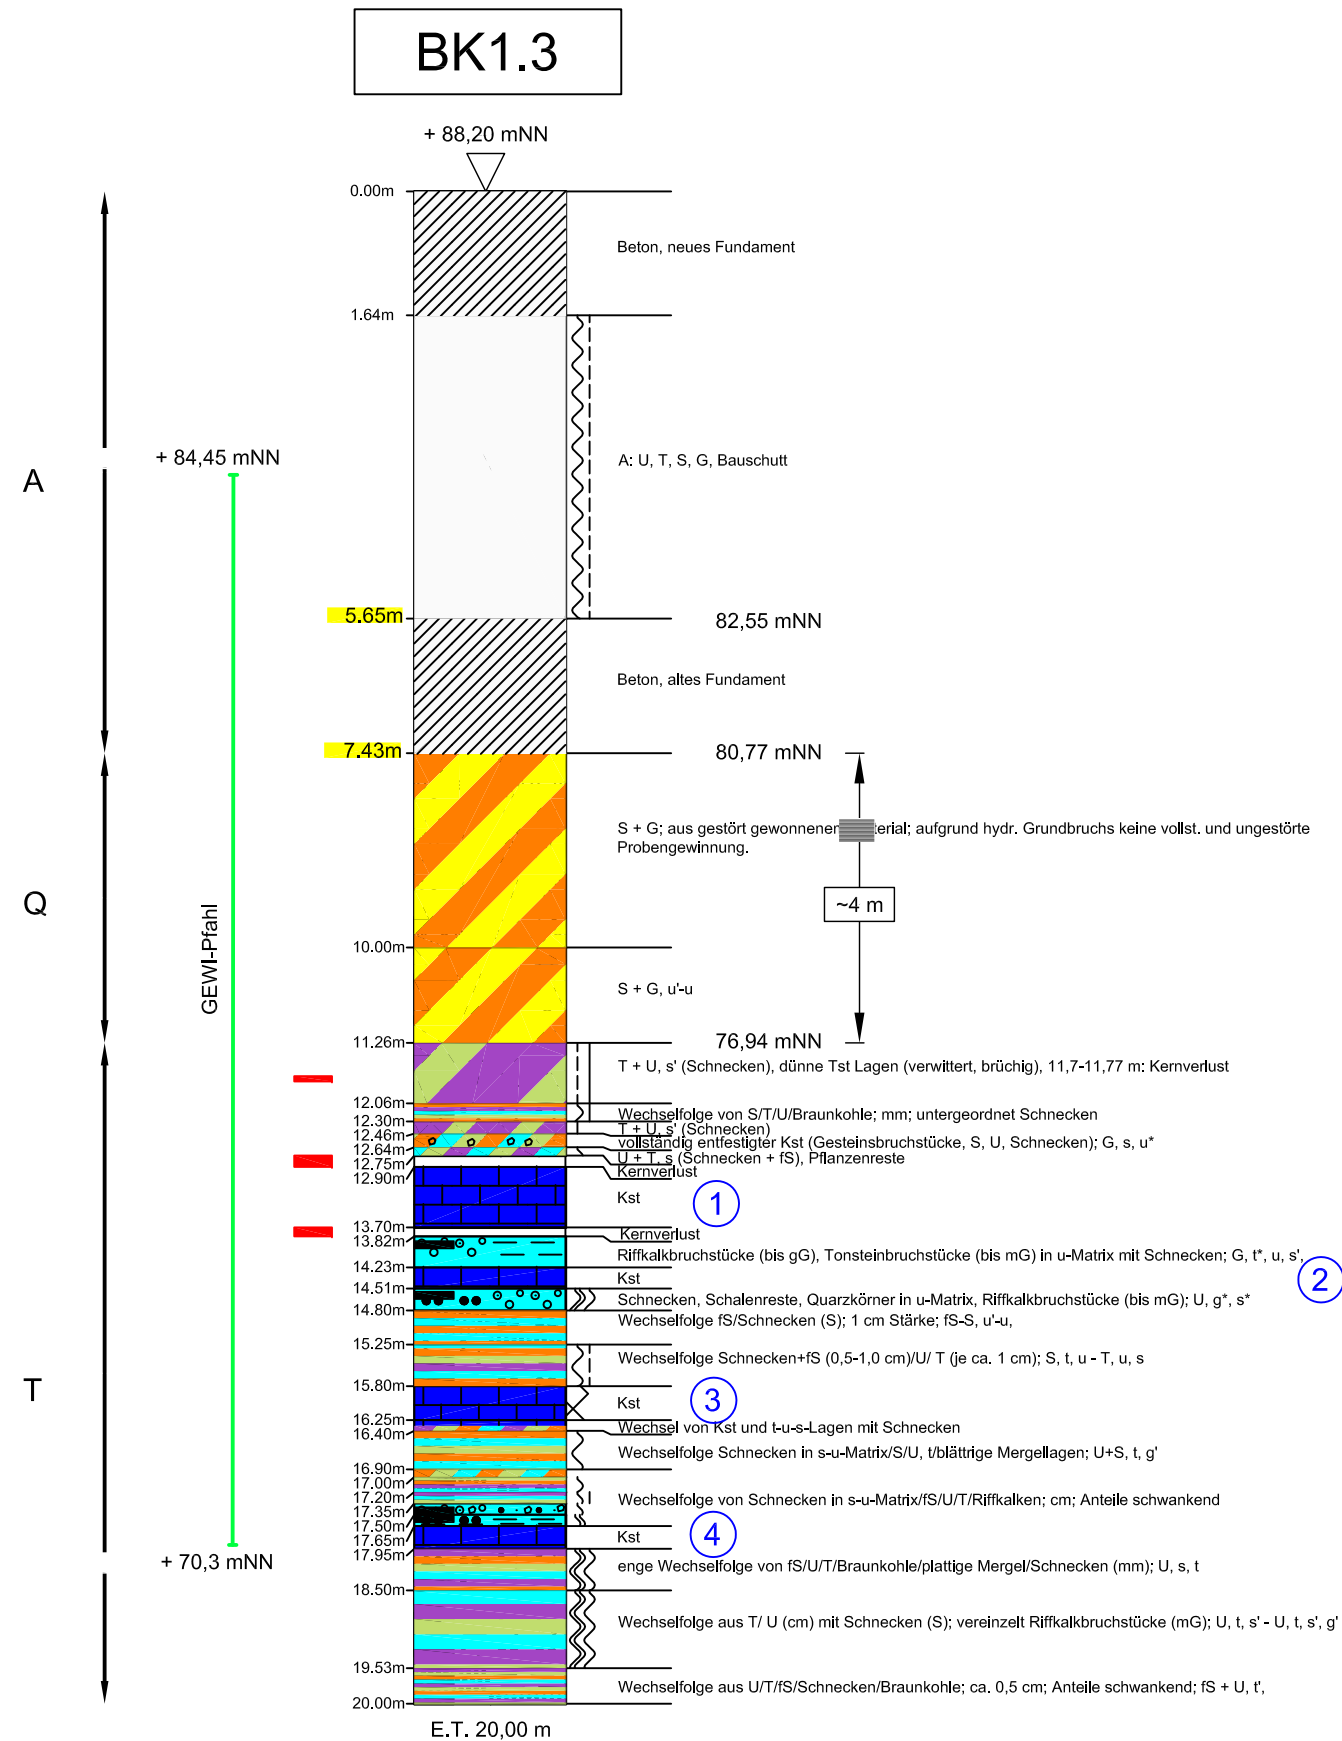 BK1.3
+ 88,20 mNN
0.00m
Beton, neues Fundament
1.64m
+ 84,45 mNN
A: U, T, S, G, Bauschutt
A
5.65m
82,55 mNN
Beton, altes Fundament
7.43m
80,77 mNN
S + G; aus gestört gewonnenen aufgrund hydr. Grundbruchs keine vollst. und ungestörte
Probengewinnung.
Q
~4 m
GEWI-Pfahl
10.00m
S + G, u'-u
11.26m
76,94 mNN
T + U, s' (Schnecken), dünne Tst Lagen (verwittert, brüchig), 11,7-11,77 m: Kernverlust
12.06m
Wechselfolge von S/T/U/Braunkohle; mm; untergeordnet Schnecken
12.30m
T + U, s' (Schnecken)
12.46m
vollständig entfestigter Kst (Gesteinsbruchstücke, S, U, Schnecken); G, s, u*
12.64m
U + T, s (Schnecken + fS), Pflanzenreste
12.75m
Kernverlust
12.90m
Kst
1
13.70m
Kernverlust
13.82m
Riffkalkbruchstücke (bis gG), Tonsteinbruchstücke (bis mG) in u-Matrix mit Schnecken; G, t*, u, s',
14.23m
Kst
2
14.51m
Schnecken, Schalenreste, Quarzkörner in u-Matrix, Riffkalkbruchstücke (bis mG); U, g*, s*
14.80m
Wechselfolge fS/Schnecken (S); 1 cm Stärke; fS-S, u'-u,
15.25m
Wechselfolge Schnecken+fS (0,5-1,0 cm)/U/ T (je ca. 1 cm); S, t, u - T, u, s
T
15.80m
Kst
3
16.25m
Wechsel von Kst und t-u-s-Lagen mit Schnecken
16.40m
Wechselfolge Schnecken in s-u-Matrix/S/U, t/blättrige Mergellagen; U+S, t, g'
16.90m
17.00m
17.20m
Wechselfolge von Schnecken in s-u-Matrix/fS/U/T/Riffkalken; cm; Anteile schwankend
17.35m
17.50m
17.65m
Kst
4
17.95m
+ 70,3 mNN
enge Wechselfolge von fS/U/T/Braunkohle/plattige Mergel/Schnecken (mm); U, s, t
18.50m
Wechselfolge aus T/ U (cm) mit Schnecken (S); vereinzelt Riffkalkbruchstücke (mG); U, t, s' - U, t, s', g'
19.53m
Wechselfolge aus U/T/fS/Schnecken/Braunkohle; ca. 0,5 cm; Anteile schwankend; fS + U, t',
20.00m
E.T. 20,00 m